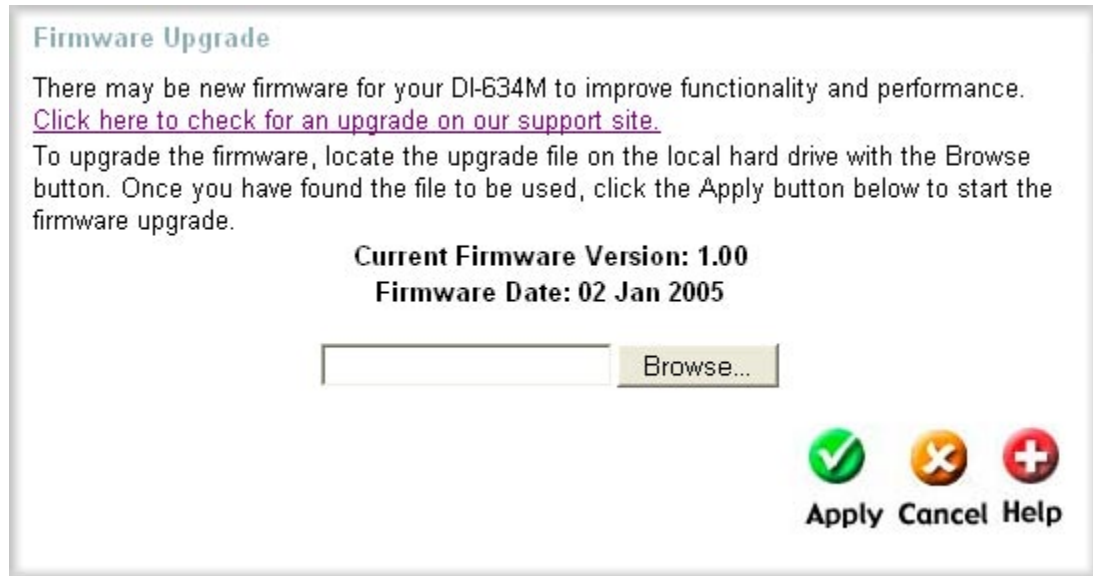 Firmware Upgrade
There may be new firmware for your DI-634M to improve functionality and performance.
Click here to check for an upgrade on our support site.
To upgrade the firmware, locate the upgrade file on the local hard drive with the Browse
button. Once you have found the file to be used, click the Apply button below to start the
firmware upgrade.
Current Firmware Version: 1.00
Firmware Date: 02 Jan 2005
Browse...
Apply Cancel Help